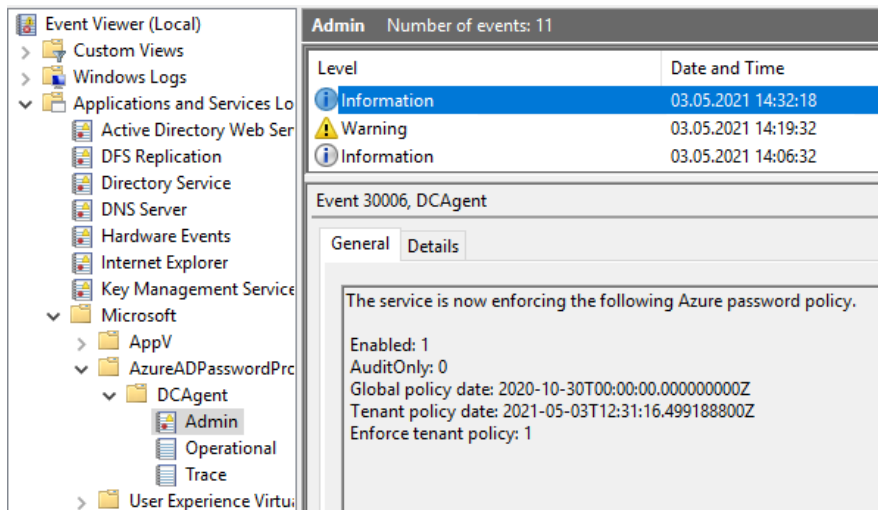 Event Viewer (Local)
Custom Views
Windows Logs
Applications and Services Lo
Active Directory Web Ser
DFS Replication
Directory Service
DNS Server
Hardware Events
Internet Explorer
Key Management Service
Microsoft
AppV
AzureADPasswordPrc
DCAgent
Admin
Operational
Trace
User Experience Virtu
Admin Number of events: 11
Level Date and Time
Information 03.05.2021 14:32:18
Warning 03.05.2021 14:19:32
Information 03.05.2021 14:06:32
Event 30006, DCAgent
General Details
The service is now enforcing the following Azure password policy.
Enabled: 1
AuditOnly: 0
Global policy date: 2020-10-30T00:00:00.000000000Z
Tenant policy date: 2021-05-03T12:31:16.499188800Z
Enforce tenant policy: 1